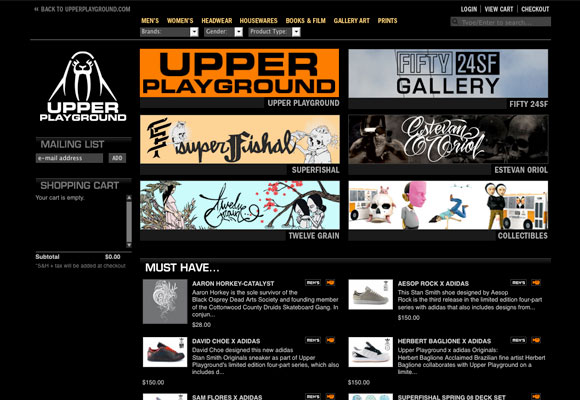 « BACK TO UPPERPLAYGROUND.COM
LOGIN | VIEW CART | CHECKOUT
MEN'S WOMEN'S HEADWEAR HOUSEWARES BOOKS & FILM GALLERY ART PRINTS
Type/Enter to search...
Brands: Gender: Product Type:
UPPER
PLAYGROUND
MAILING LIST
e-mail address ADD
SHOPPING CART
Your cart is empty.
Subtotal $0.00
*S&H + tax will be added at checkout
UPPER
PLAYGROUND
UPPER PLAYGROUND
FIFTY 24SF
GALLERY
FIFTY 24SF
superFishal
SUPERFISHAL
Estevan
Oriol
ESTEVAN ORIOL
twelve
grain
TWELVE GRAIN
COLLECTIBLES
MUST HAVE...
AARON HORKEY-CATALYST
MEN'S
Aaron Horkey is the sole survivor of the
Black Osprey Dead Arts Society and founding member
of the Cottonwood County Druids Skateboard Gang. In
conjun...
$28.00
AESOP ROCK X ADIDAS
MEN'S
This Stan Smith shoe designed by Aesop
Rock is the third release in the limited edition four-part
series with adidas that also includes designs from...
$150.00
DAVID CHOE X ADIDAS
MEN'S
David Choe designed this new adidas
Stan Smith Originals sneaker as part of Upper
Playground's limited edition four-part series, which also
includes d...
$150.00
HERBERT BAGLIONE X ADIDAS
MEN'S
Upper Playground x adidas Originals:
Herbert Baglione Acclaimed Brazilian fine artist Herbert
Baglione collaborates with Upper Playground on a
limite...
$150.00
SAM FLORES X ADIDAS
MEN'S
SUPERFISHAL SPRING 08 DECK SET